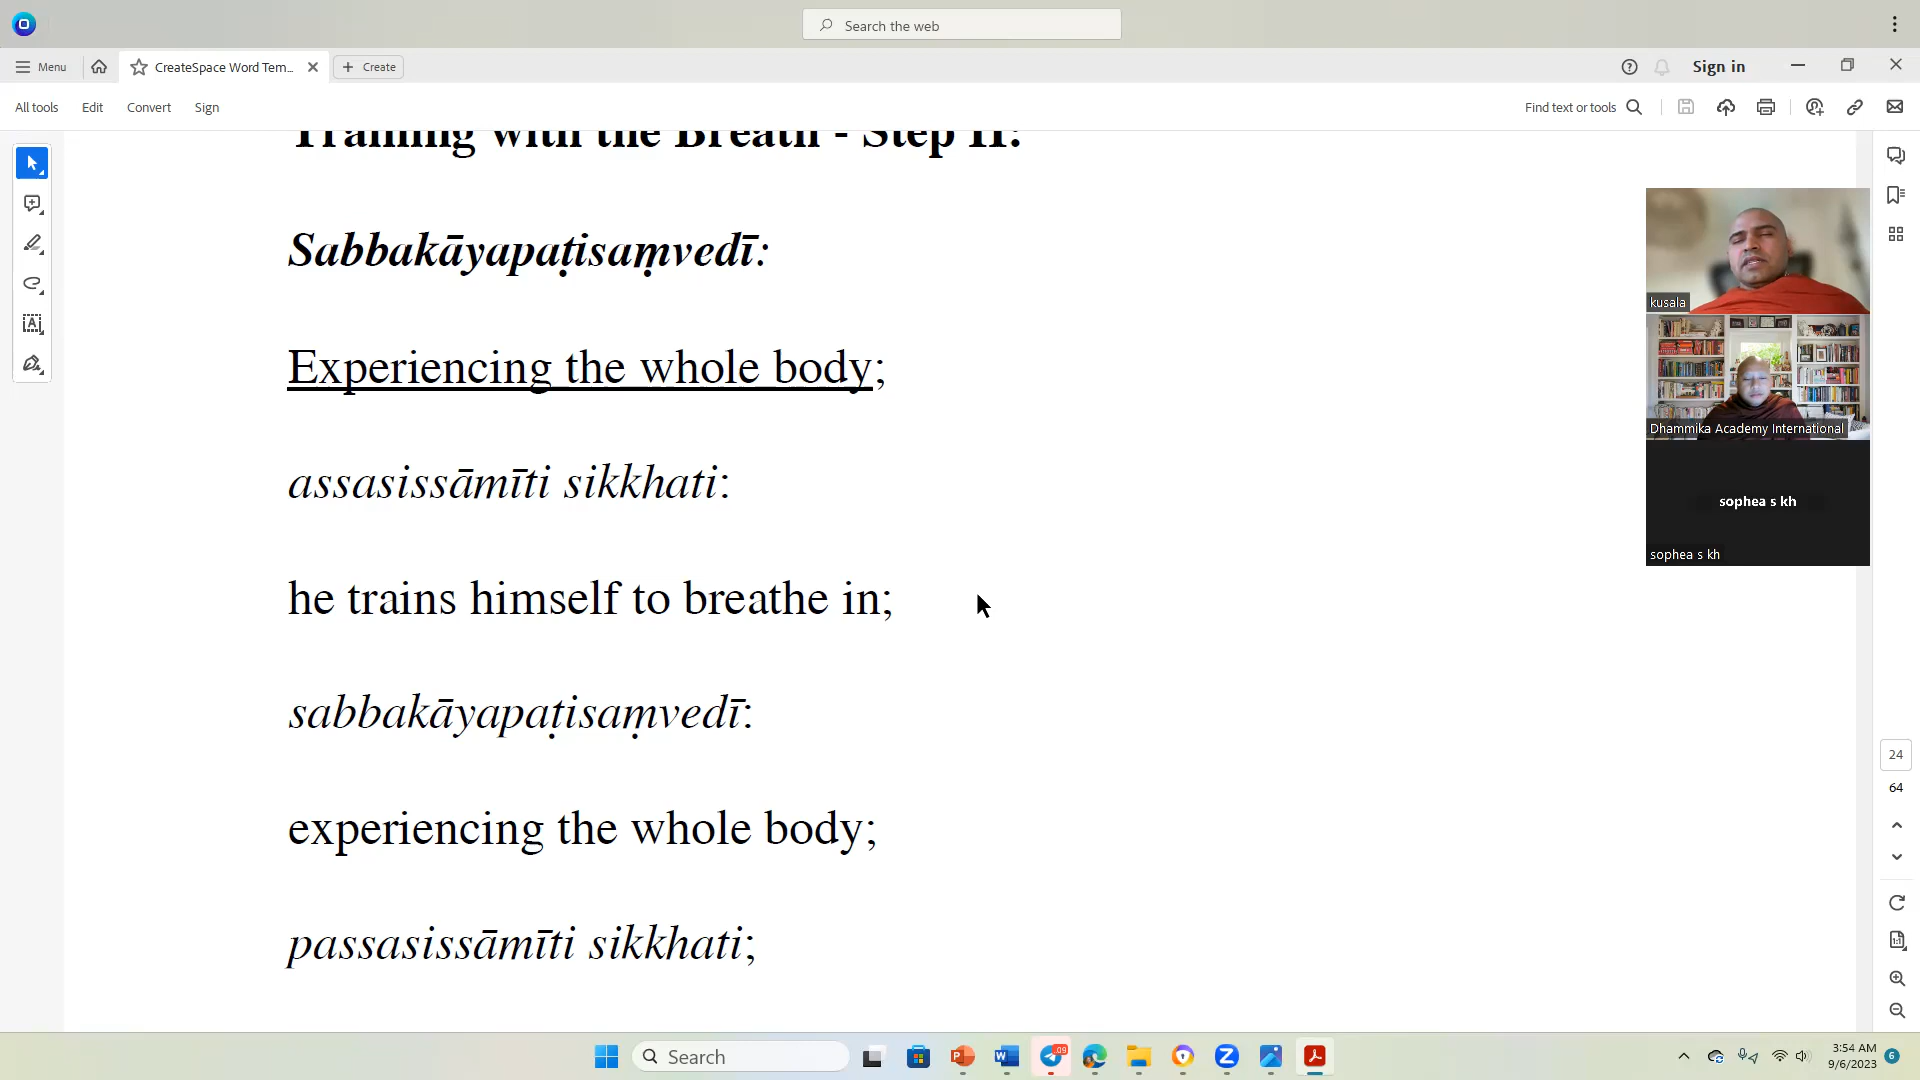 Search the web
Menu
CreateSpace Word Tem...
Create
Sign in
All tools
Edit
Convert
Sign
Find text or tools
Training with the Breath - Step II:
Sabbakāyapaṭisaṃvedī:
Experiencing the whole body;
assasissāmīti sikkhati:
he trains himself to breathe in;
sabbakāyapaṭisaṃvedī:
experiencing the whole body;
passasissāmīti sikkhati;
kusala
Dhammika Academy International
sophea s kh
sophea s kh
24
64
Search
3:54 AM
9/6/2023
6